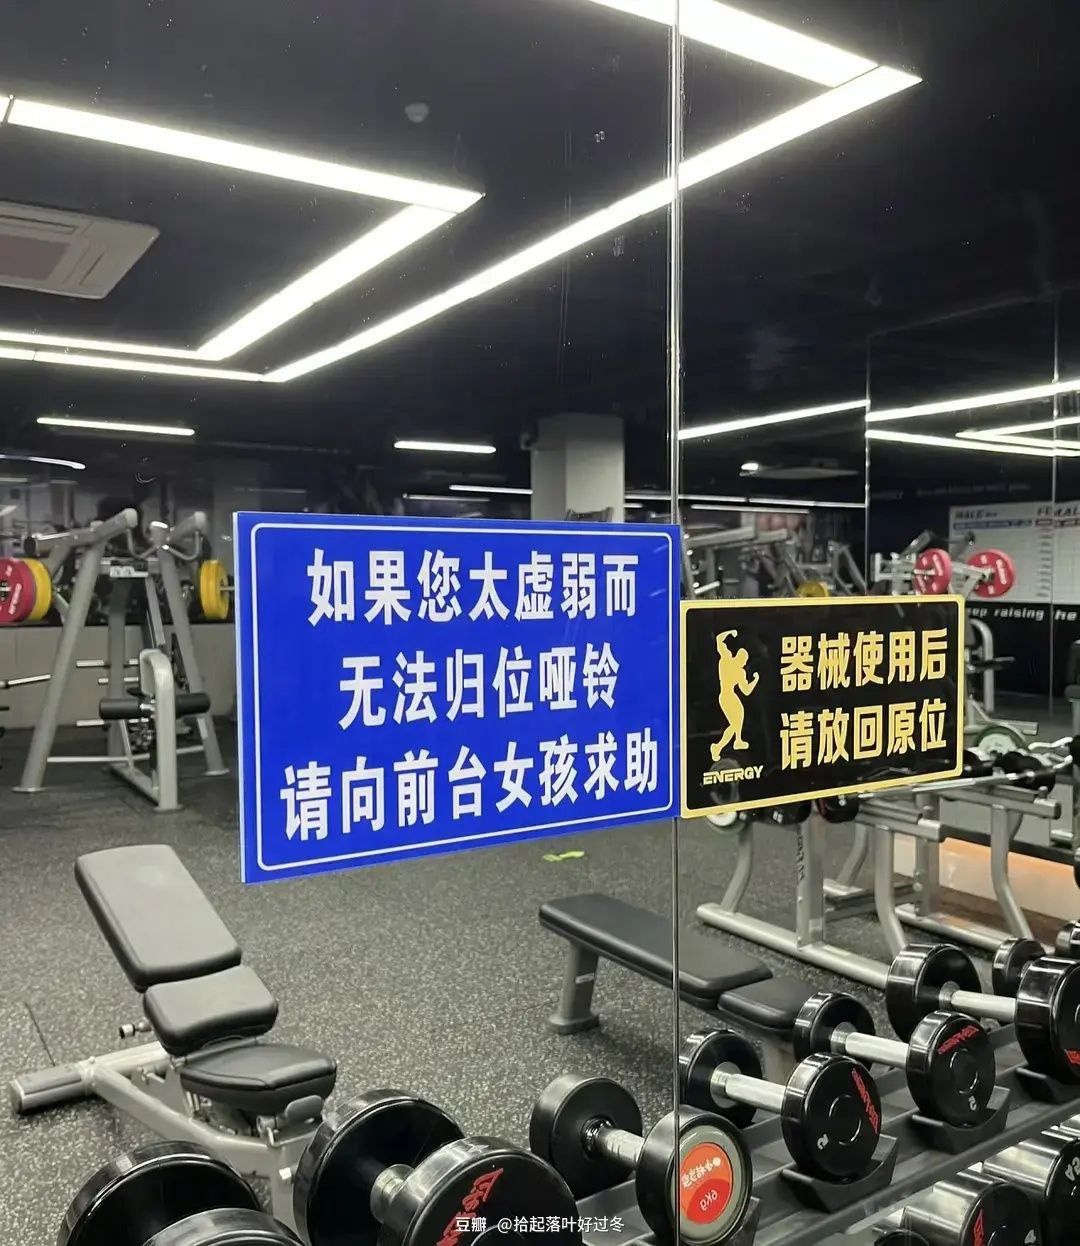 如果您太虚弱而
无法归位哑铃
请向前台女孩求助
器械使用后
请放回原位
ENERGY
eep raising he
豆瓣 @拾起落叶好过冬